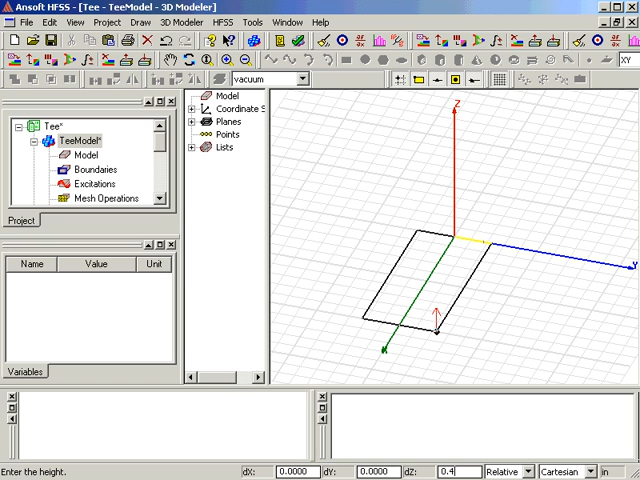 Ansoft HFSS - [Tee - TeeModel - 3D Modeler]
File Edit View Project Draw 3D Modeler HFSS Tools Window Help
XY
vacuum
Tee*
TeeModel*
Model
Boundaries
Excitations
Mesh Operations
Project
Name Value Unit
Variables
Model
Coordinate S
Planes
Points
Lists
Z
Y
X
Enter the height.
dX: 0.0000 dY: 0.0000 dZ: 0.4 Relative Cartesian in